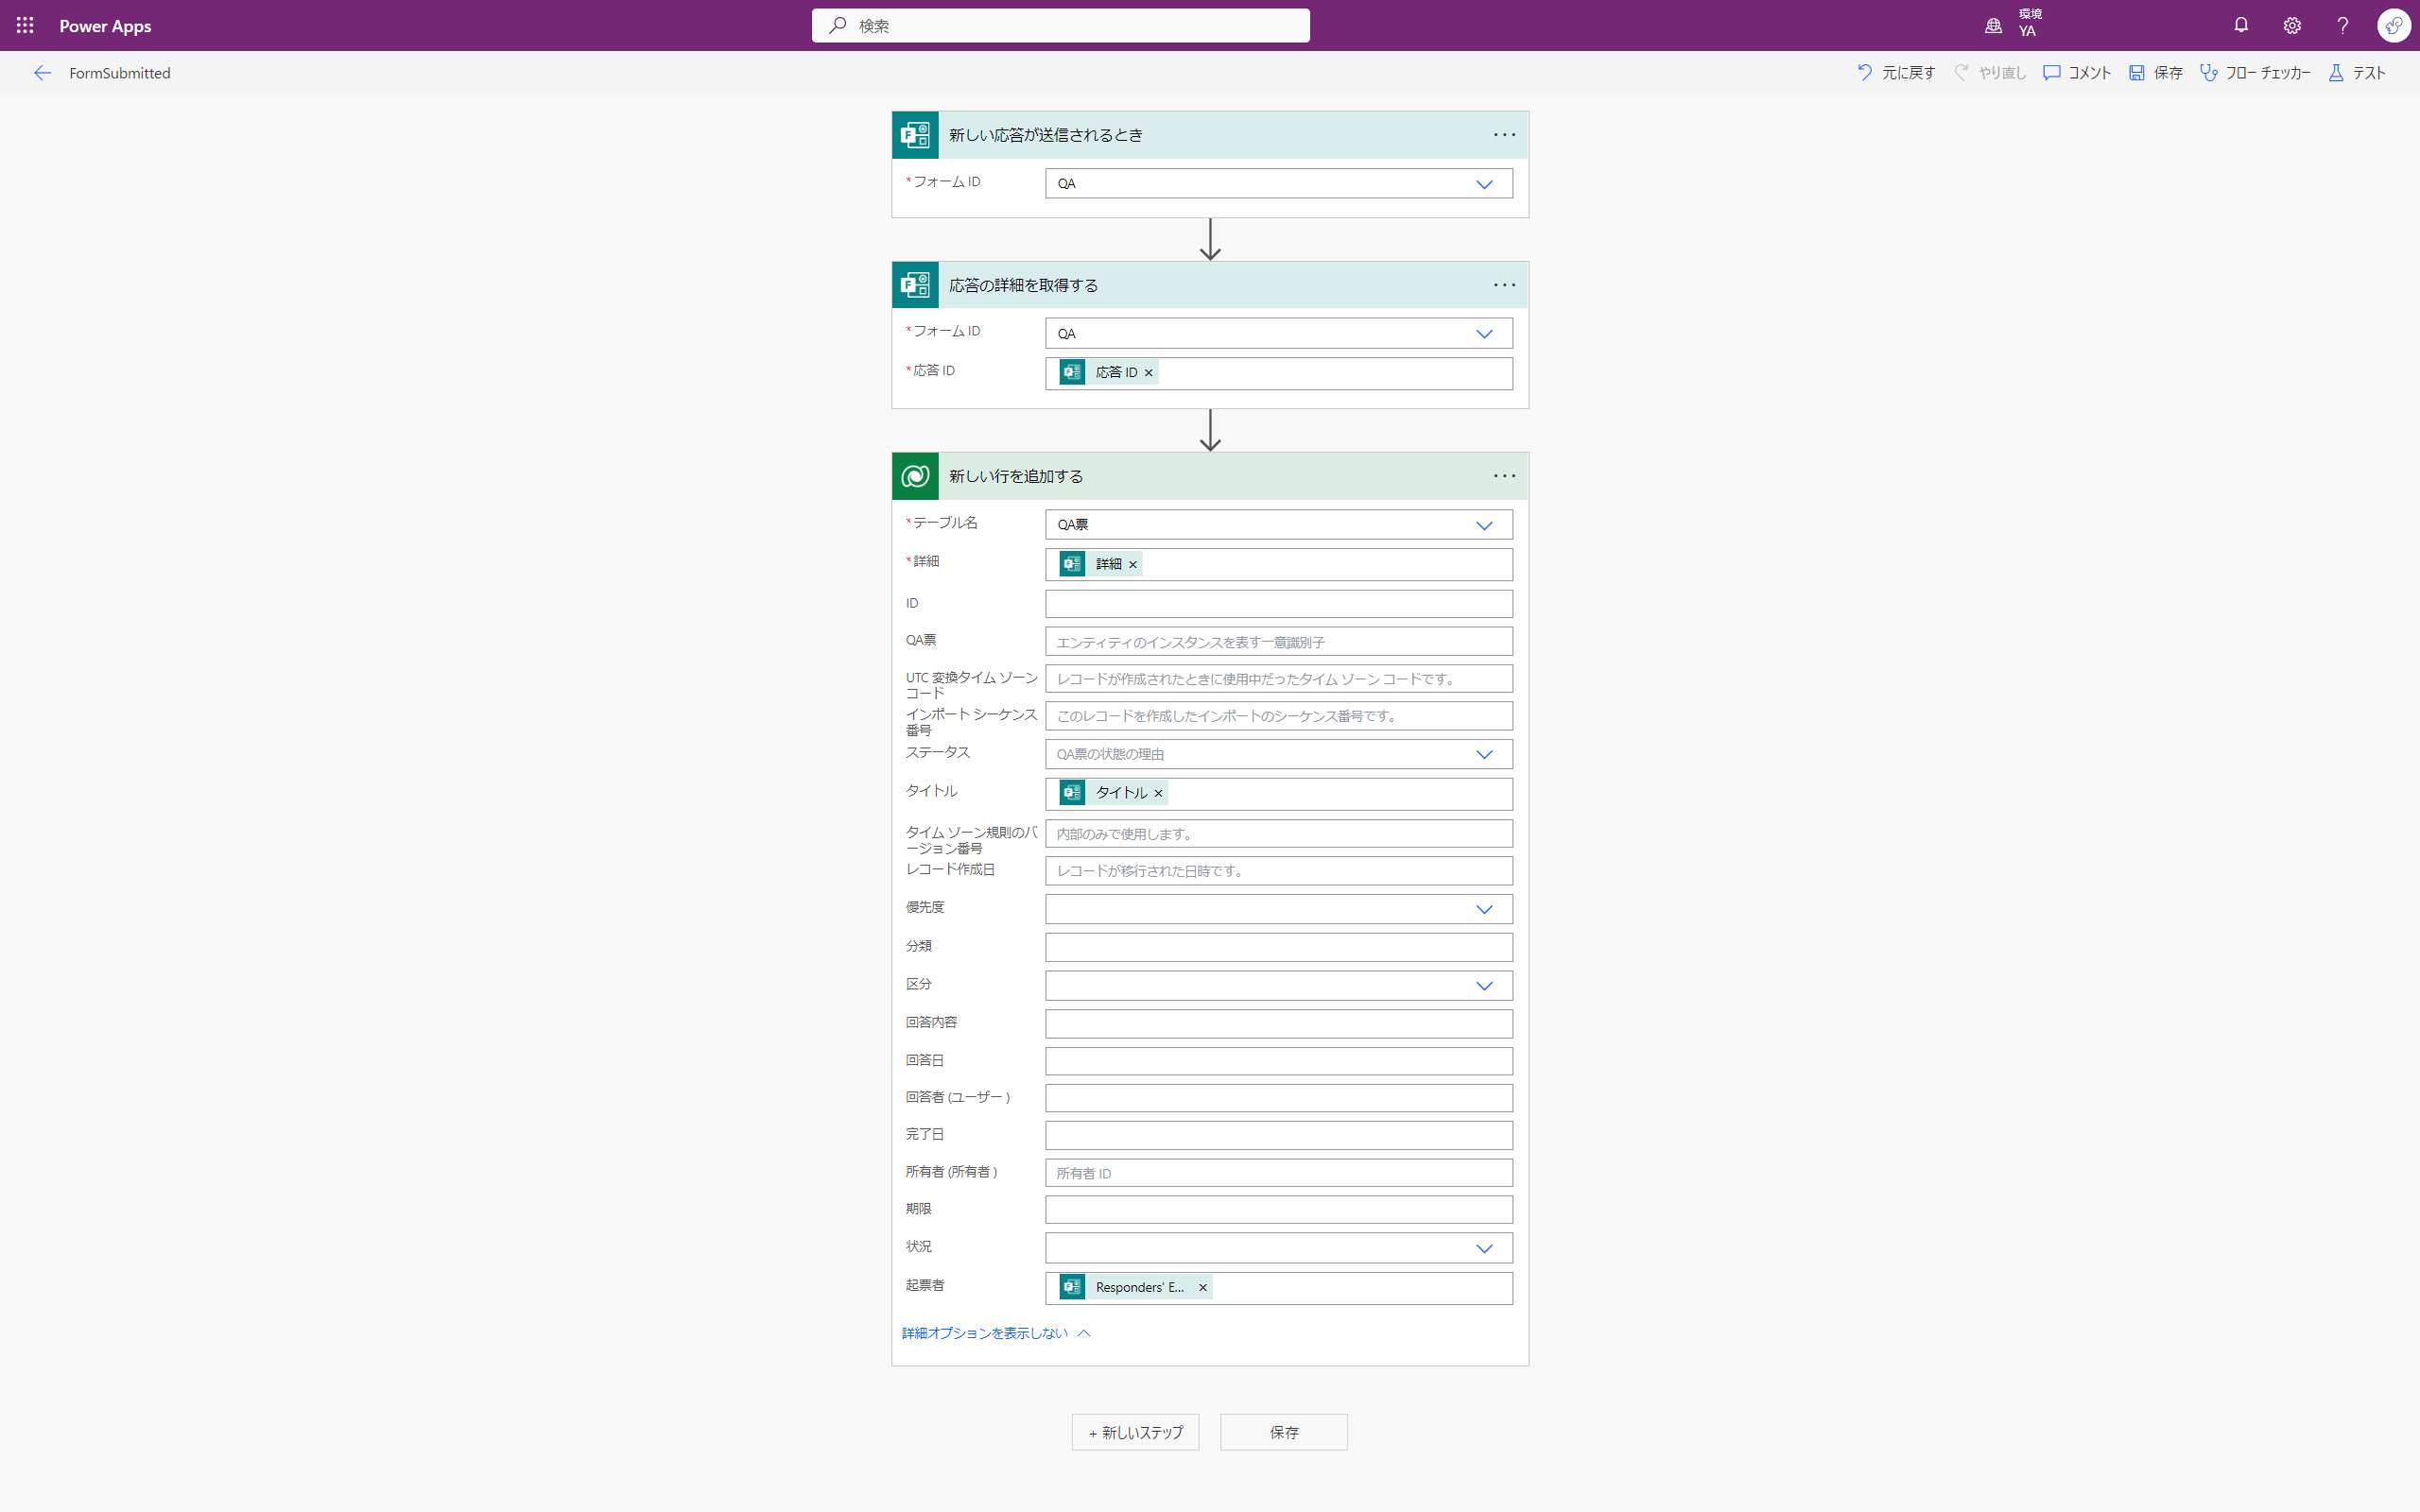 Power Apps
検索
環境
YA
FormSubmitted
元に戻す やり直し コメント 保存 フロー チェッカー テスト
新しい応答が送信されるとき
* フォーム ID
QA
応答の詳細を取得する
* フォーム ID
QA
* 応答 ID
応答 ID ×
新しい行を追加する
* テーブル名
QA票
* 詳細
詳細 ×
ID
QA票
エンティティのインスタンスを表す一意識別子
UTC 変換タイム ゾーン
コード
レコードが作成されたときに使用中だったタイム ゾーン コードです。
インポート シーケンス
番号
このレコードを作成したインポートのシーケンス番号です。
ステータス
QA票の状態の理由
タイトル
タイトル ×
タイム ゾーン規則のバ
ージョン番号
内部のみで使用します。
レコード作成日
レコードが移行された日時です。
優先度
分類
区分
回答内容
回答日
回答者 (ユーザー )
完了日
所有者 (所有者 )
所有者 ID
期限
状況
起票者
Responders' E... ×
詳細オプションを表示しない
+ 新しいステップ
保存